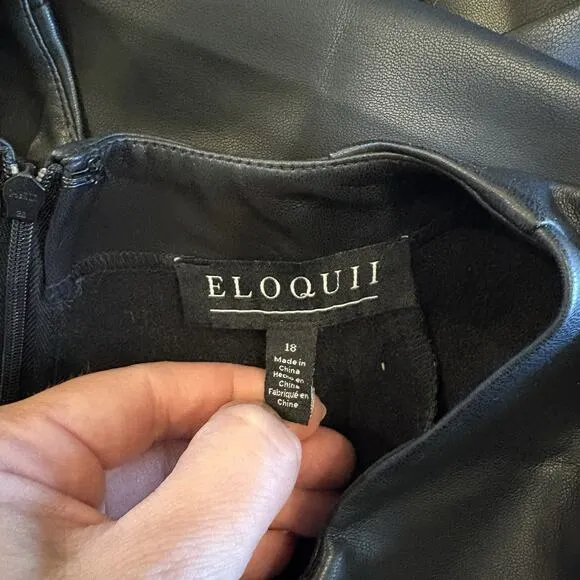 ELOQUII
18
Made in
China
Hecho en
China
Fabriqué en
Chine